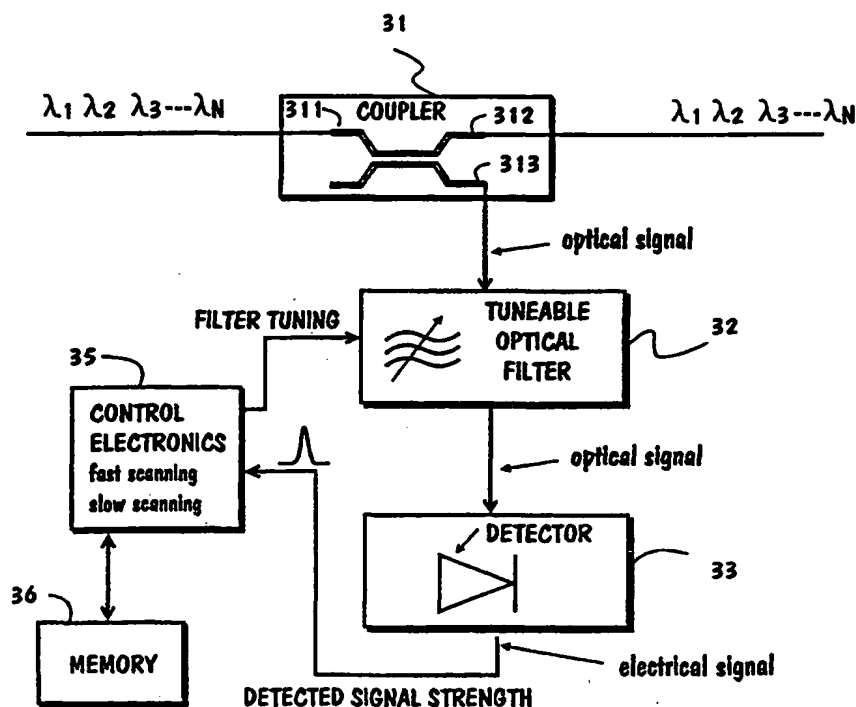 31
λ1 λ2 λ3---λN
311
COUPLER
312
λ1 λ2 λ3---λN
313
optical signal
FILTER TUNING
TUNEABLE
OPTICAL
FILTER
32
35
CONTROL
ELECTRONICS
fast scanning
slow scanning
optical signal
DETECTOR
33
36
MEMORY
electrical signal
DETECTED SIGNAL STRENGTH